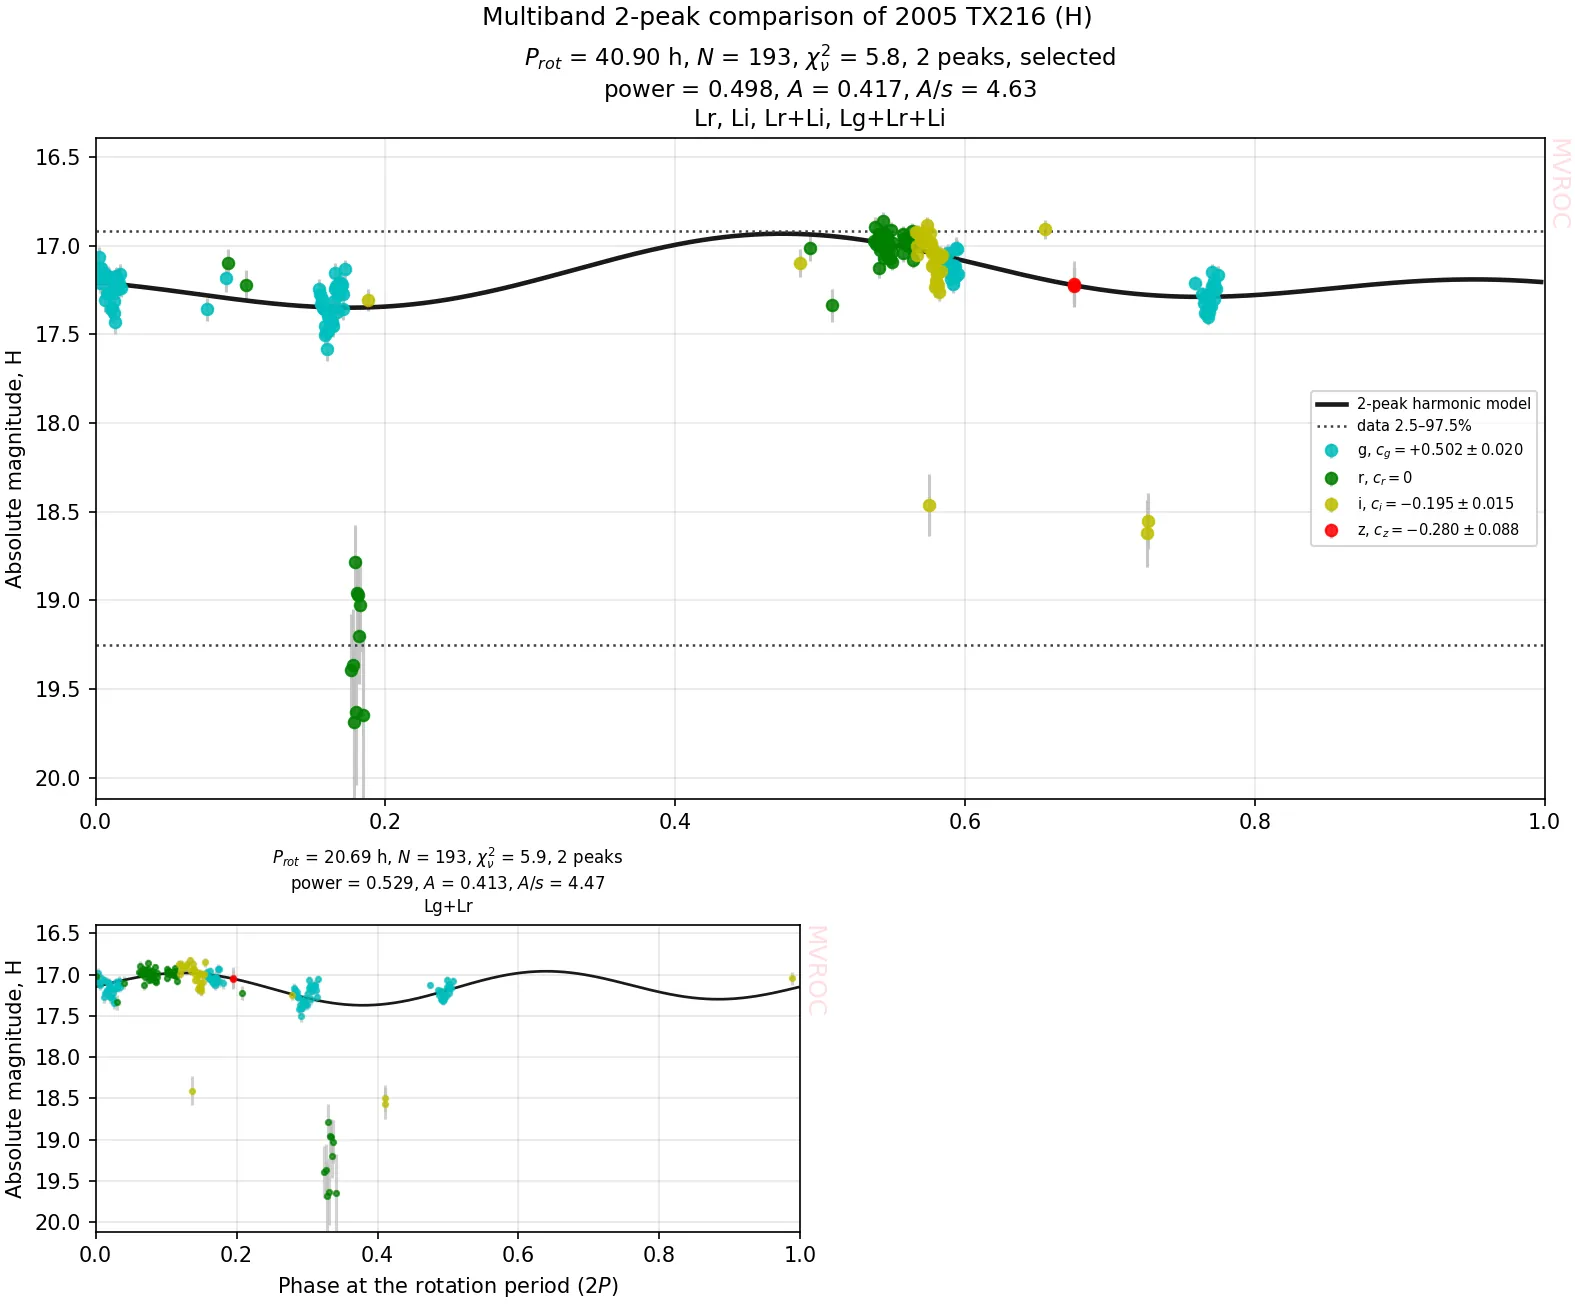 Multiband 2-peak comparison of 2005 TX216 (H)
P_rot = 40.90 h, N = 193, χ²_ν = 5.8, 2 peaks, selected
power = 0.498, A = 0.417, A/s = 4.63
Lr, Li, Lr+Li, Lg+Lr+Li
MVROC
Absolute magnitude, H
16.5
17.0
17.5
18.0
18.5
19.0
19.5
20.0
2-peak harmonic model
data 2.5–97.5%
g, c_g = +0.502 ± 0.020
r, c_r = 0
i, c_i = −0.195 ± 0.015
z, c_z = −0.280 ± 0.088
0.0 0.2 0.4 0.6 0.8 1.0
P_rot = 20.69 h, N = 193, χ²_ν = 5.9, 2 peaks
power = 0.529, A = 0.413, A/s = 4.47
Lg+Lr
MVROC
Absolute magnitude, H
16.5
17.0
17.5
18.0
18.5
19.0
19.5
20.0
0.0 0.2 0.4 0.6 0.8 1.0
Phase at the rotation period (2P)